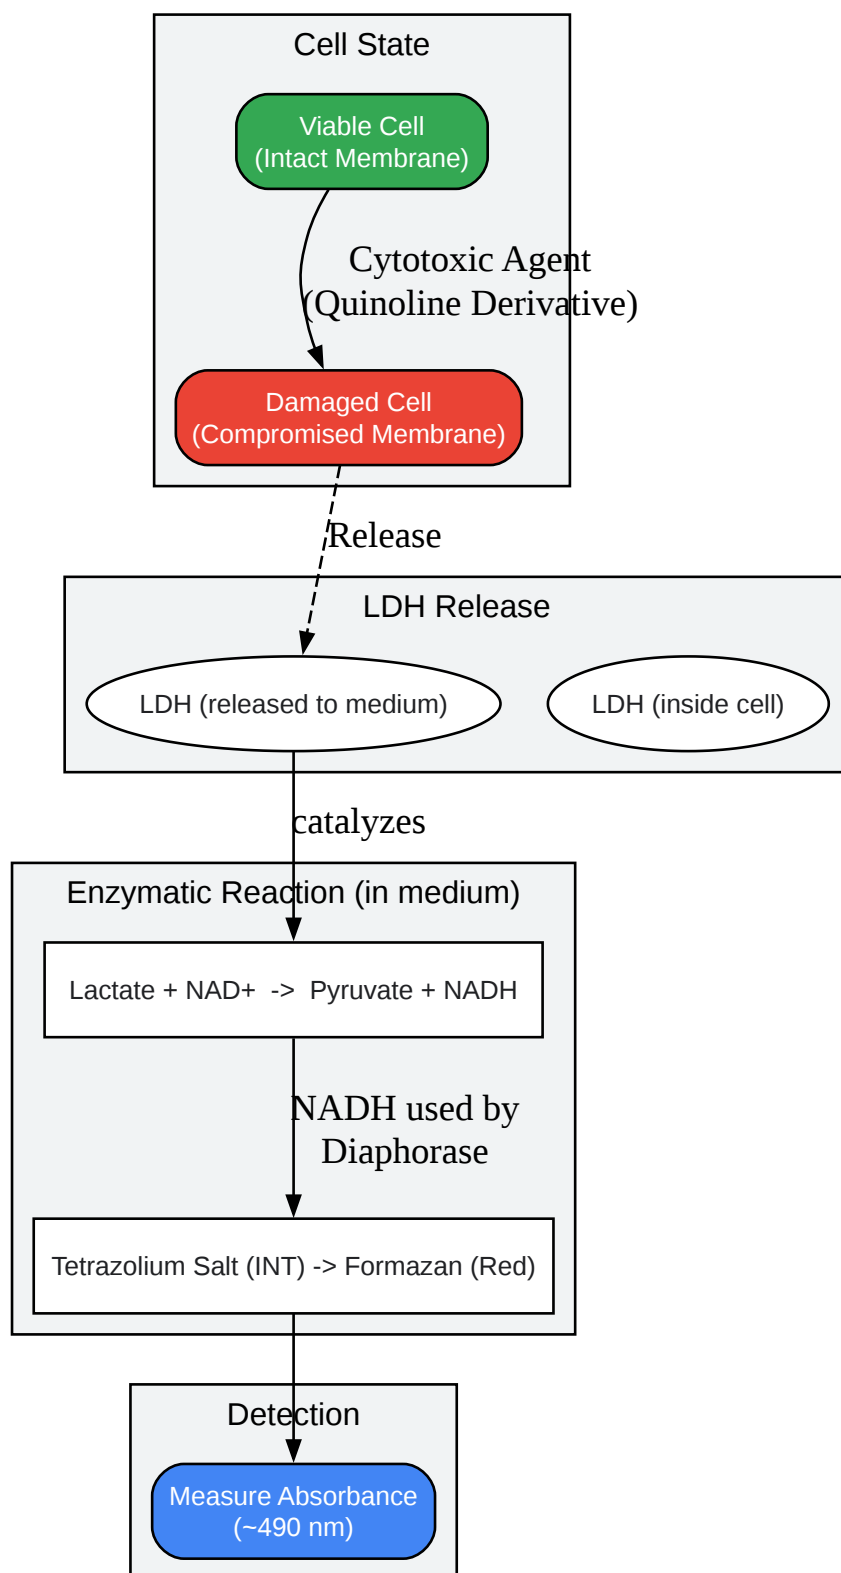 Cell State
Viable Cell
(Intact Membrane)
Cytotoxic Agent
(Quinoline Derivative)
Damaged Cell
(Compromised Membrane)
Release
LDH Release
LDH (released to medium)
LDH (inside cell)
catalyzes
Enzymatic Reaction (in medium)
Lactate + NAD+  ->  Pyruvate + NADH
NADH used by
Diaphorase
Tetrazolium Salt (INT) -> Formazan (Red)
Detection
Measure Absorbance
(~490 nm)